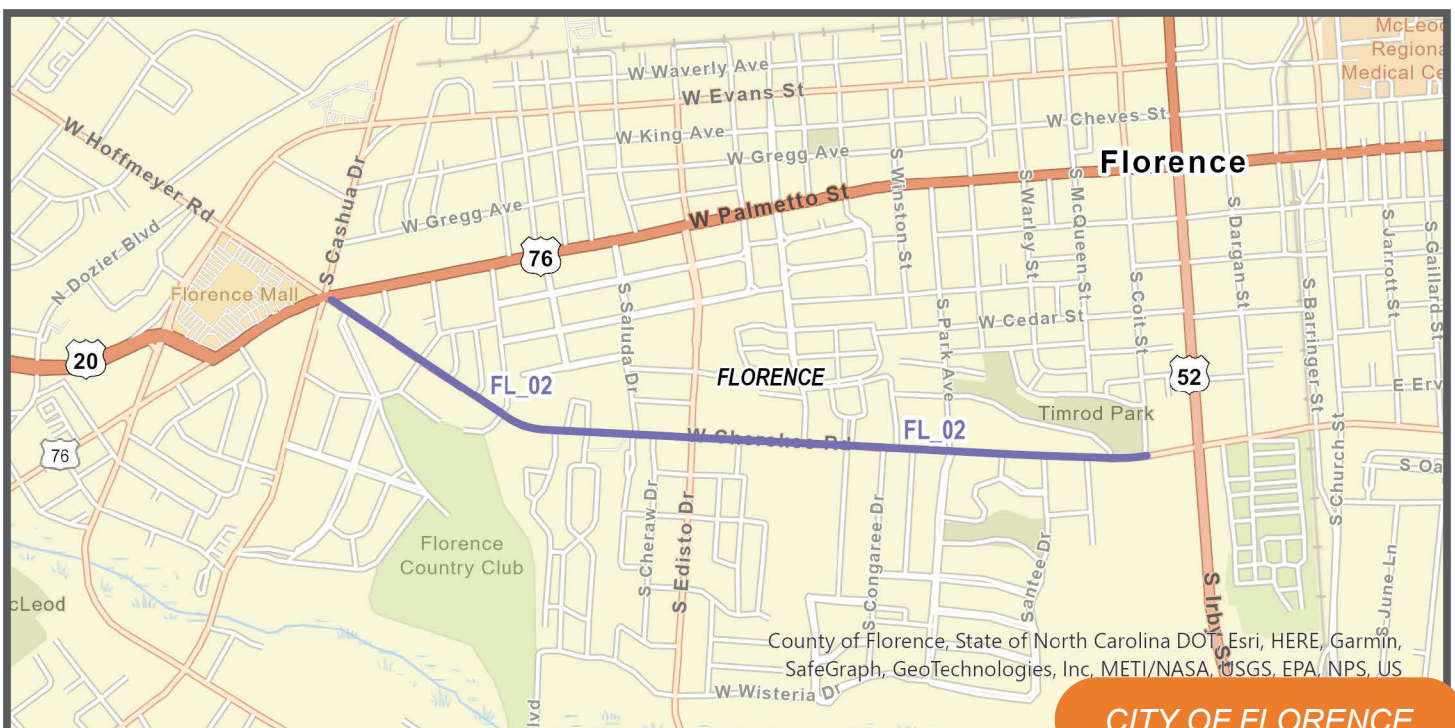 McLeod
Regiona
Medical Ce
W Waverly Ave
W Evans St
W Hoffmeyer Rd
W King Ave
W Cheves St
W Gregg Ave
Florence
S Cashua Dr
S Winston St
S Warley St
S McQueen St
W Gregg Ave
W Palmetto St
N Dozier Blvd
S Dargan St
S Jarrott St
S Gaillard St
76
Florence Mall
S Saluda Dr
S Park Ave
S Coit St
S Barringer St
W Cedar St
20
FLORENCE
52
FL_02
E Erv
Timrod Park
FL_02
W Cherokee Rd
76
S Church St
S Oa
S Cheraw Dr
S Edisto Dr
S Congaree Dr
Santee Dr
Florence
Country Club
S June Ln
cLeod
S Irby St
County of Florence, State of North Carolina DOT, Esri, HERE, Garmin,
SafeGraph, GeoTechnologies, Inc, METI/NASA, USGS, EPA, NPS, US
W Wisteria Dr
lvd
CITY OF FLORENCE